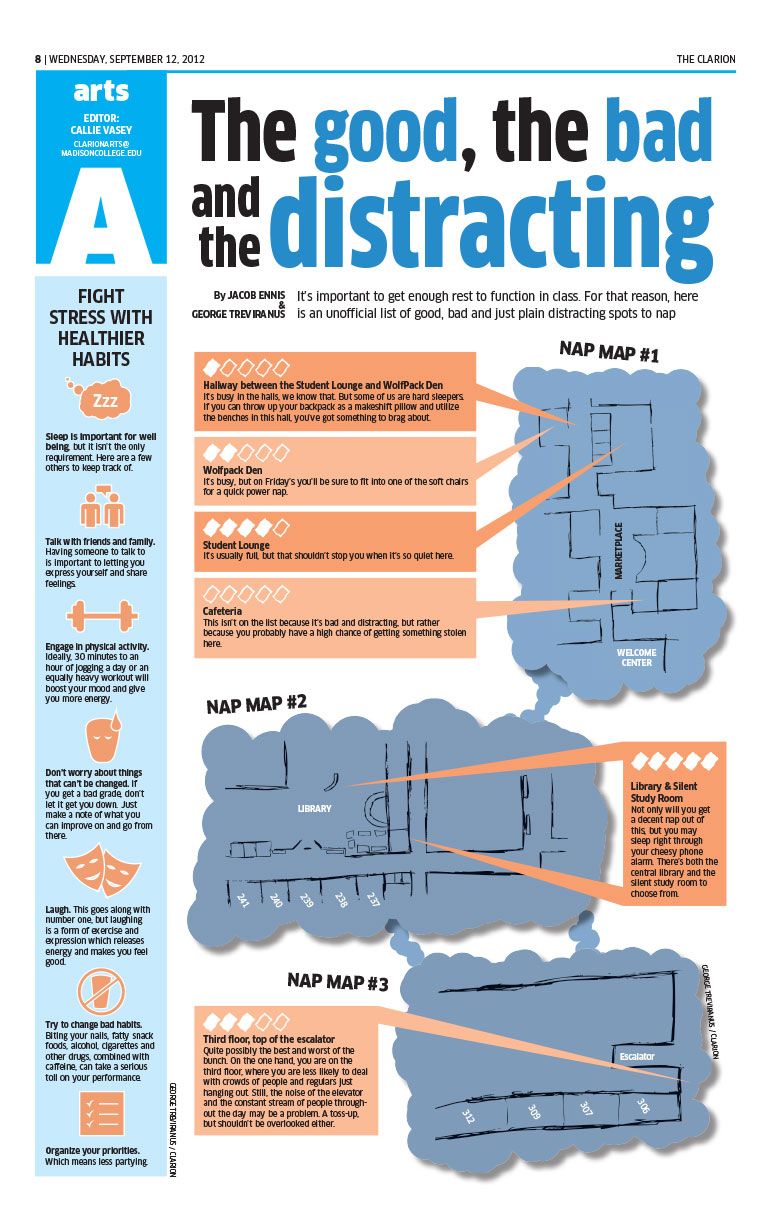 8 | WEDNESDAY, SEPTEMBER 12, 2012
THE CLARION
arts
EDITOR:
CALLIE VASEY
CLARIONARTS@
MADISONCOLLEGE.EDU
A
The good, the bad
and
the distracting
By JACOB ENNIS
&
GEORGE TREVIRANUS
It's important to get enough rest to function in class. For that reason, here
is an unofficial list of good, bad and just plain distracting spots to nap
FIGHT
STRESS WITH
HEALTHIER
HABITS
Zzz
Sleep is important for well
being, but it isn't the only
requirement. Here are a few
others to keep track of.
Talk with friends and family.
Having someone to talk to
is important to letting you
express yourself and share
feelings.
Engage in physical activity.
Ideally, 30 minutes to an
hour of jogging a day or an
equally heavy workout will
boost your mood and give
you more energy.
Don't worry about things
that can't be changed. If
you get a bad grade, don't
let it get you down. Just
make a note of what you
can improve on and go from
there.
Laugh. This goes along with
number one, but laughing
is a form of exercise and
expression which releases
energy and makes you feel
good.
Try to change bad habits.
Biting your nails, fatty snack
foods, alcohol, cigarettes and
other drugs, combined with
caffeine, can take a serious
toll on your performance.
Organize your priorities.
Which means less partying.
GEORGE TREVIRANUS / CLARION
NAP MAP #1
Hallway between the Student Lounge and WolfPack Den
It's busy in the halls, we know that. But some of us are hard sleepers.
If you can throw up your backpack as a makeshift pillow and utilize
the benches in this hall, you've got something to brag about.
Wolfpack Den
It's busy, but on Friday's you'll be sure to fit into one of the soft chairs
for a quick power nap.
Student Lounge
It's usually full, but that shouldn't stop you when it's so quiet here.
Cafeteria
This isn't on the list because it's bad and distracting, but rather
because you probably have a high chance of getting something stolen
here.
MARKETPLACE
WELCOME
CENTER
NAP MAP #2
LIBRARY
241
240
239
238
237
Library & Silent
Study Room
Not only will you get
a decent nap out of
this, but you may
sleep right through
your cheesy phone
alarm. There's both the
central library and the
silent study room to
choose from.
NAP MAP #3
Third floor, top of the escalator
Quite possibly the best and worst of the
bunch. On the one hand, you are on the
third floor, where you are less likely to deal
with crowds of people and regulars just
hanging out. Still, the noise of the elevator
and the constant stream of people through-
out the day may be a problem. A toss-up,
but shouldn't be overlooked either.
Escalator
312
309
307
306
GEORGE TREVIRANUS / CLARION